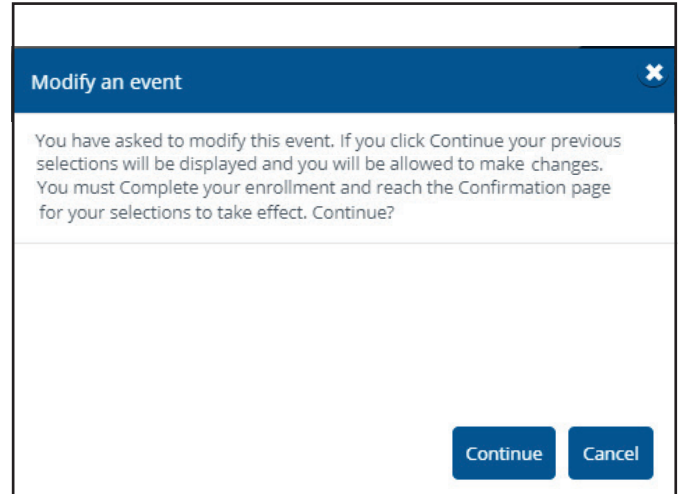 Modify an event
You have asked to modify this event. If you click Continue your previous
selections will be displayed and you will be allowed to make changes.
You must Complete your enrollment and reach the Confirmation page
for your selections to take effect. Continue?
Continue Cancel